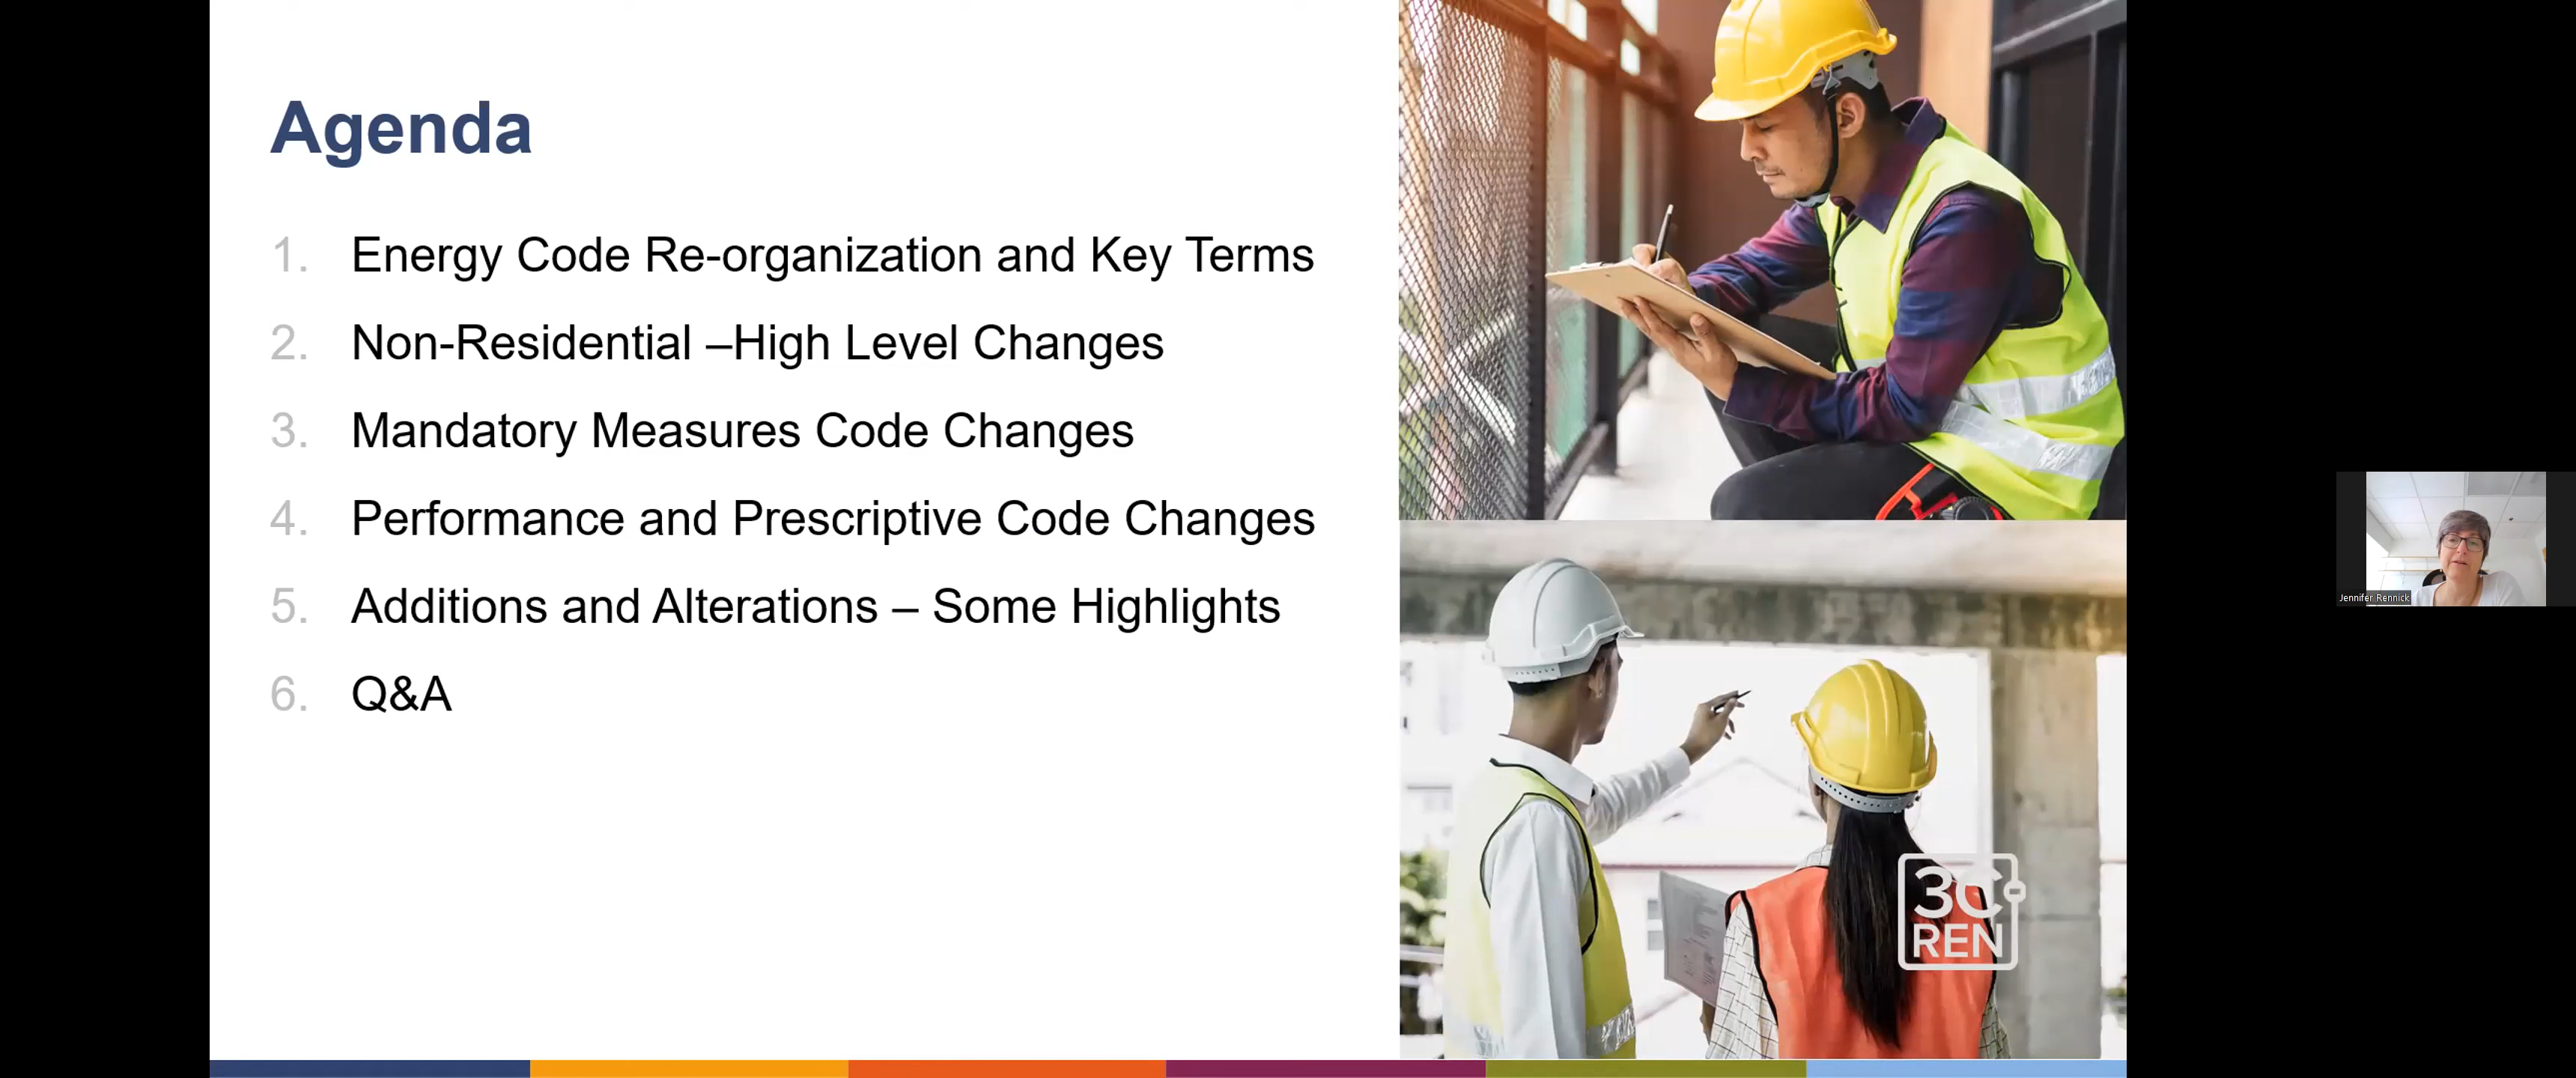 Agenda
1. Energy Code Re-organization and Key Terms
2. Non-Residential –High Level Changes
3. Mandatory Measures Code Changes
4. Performance and Prescriptive Code Changes
5. Additions and Alterations – Some Highlights
6. Q&A
3C
REN
Jennifer Rennick